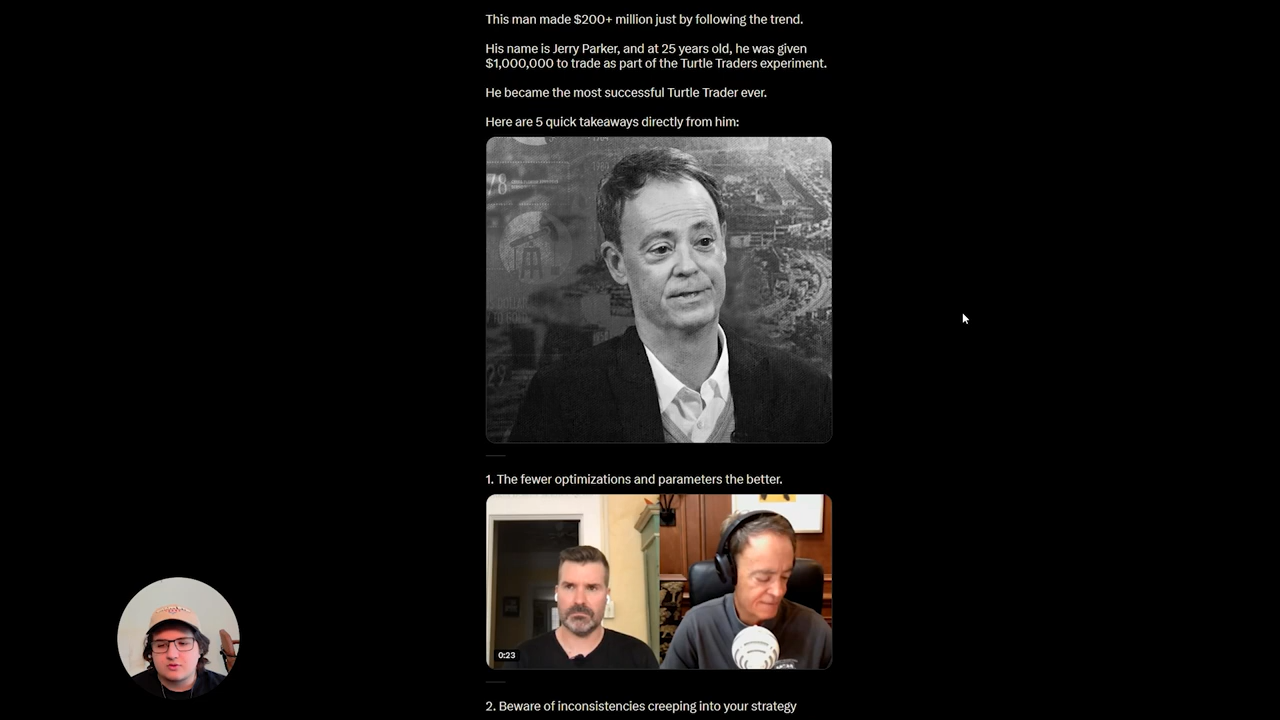 This man made $200+ million just by following the trend.
His name is Jerry Parker, and at 25 years old, he was given
$1,000,000 to trade as part of the Turtle Traders experiment.
He became the most successful Turtle Trader ever.
Here are 5 quick takeaways directly from him:
78
29
1. The fewer optimizations and parameters the better.
0:23
2. Beware of inconsistencies creeping into your strategy